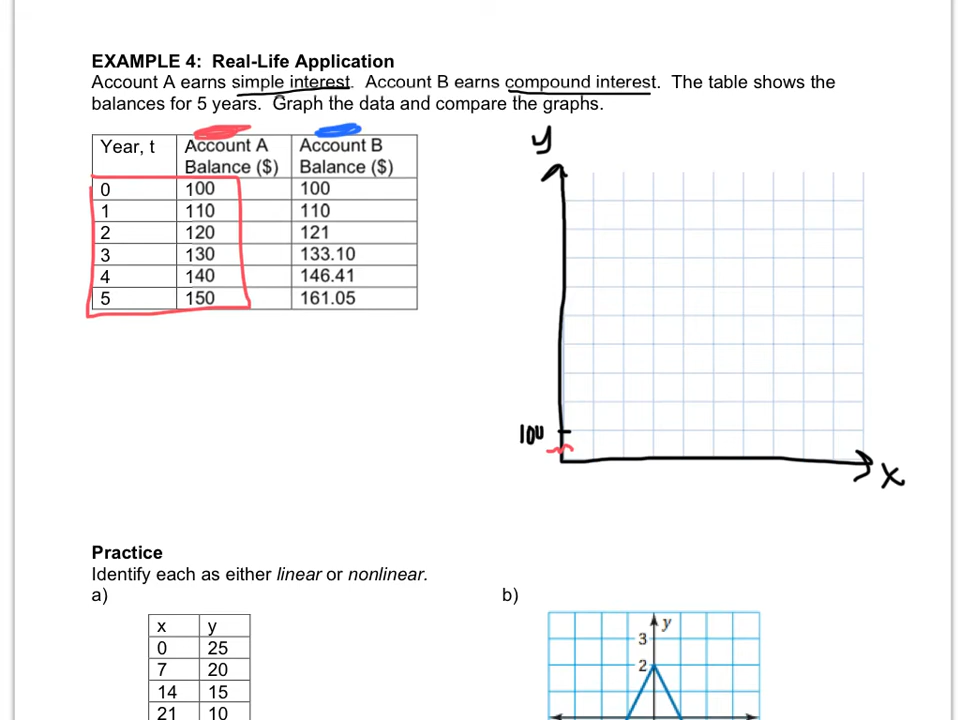 EXAMPLE 4: Real-Life Application
Account A earns simple interest. Account B earns compound interest. The table shows the
balances for 5 years. Graph the data and compare the graphs.
Year, t Account A Balance ($) Account B Balance ($)
0 100 100
1 110 110
2 120 121
3 130 133.10
4 140 146.41
5 150 161.05
y
100
x
Practice
Identify each as either linear or nonlinear.
a)
x y
0 25
7 20
14 15
21 10
b)
y
3
2